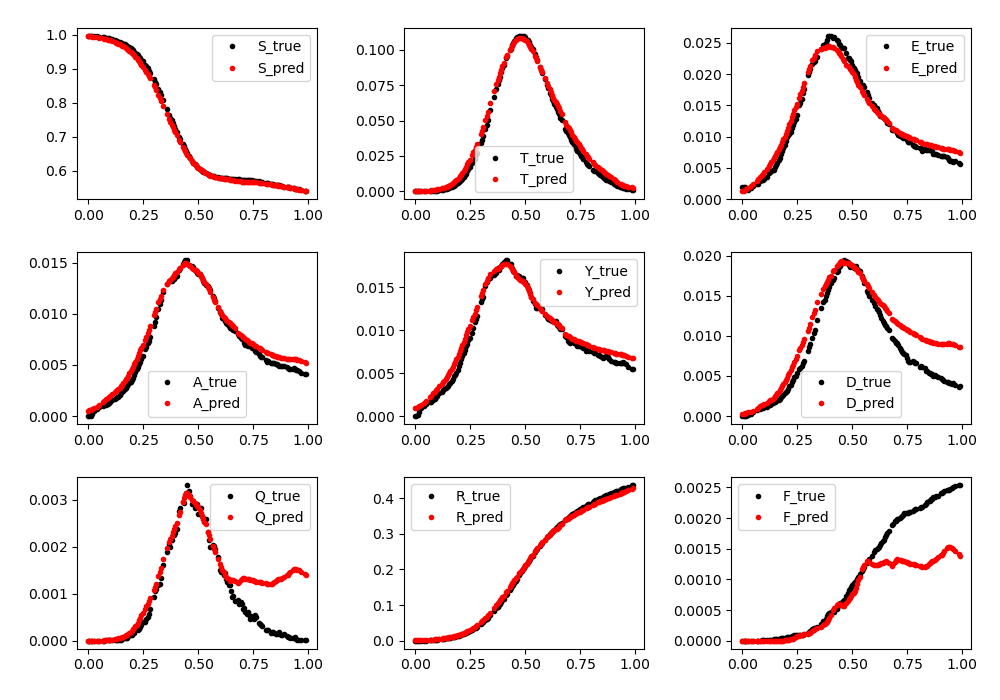 1.0
0.9
0.8
0.7
0.6
S_true
S_pred
0.00 0.25 0.50 0.75 1.00
0.100
0.075
0.050
0.025
0.000
T_true
T_pred
0.00 0.25 0.50 0.75 1.00
0.025
0.020
0.015
0.010
0.005
0.000
E_true
E_pred
0.00 0.25 0.50 0.75 1.00
0.015
0.010
0.005
0.000
A_true
A_pred
0.00 0.25 0.50 0.75 1.00
0.015
0.010
0.005
0.000
Y_true
Y_pred
0.00 0.25 0.50 0.75 1.00
0.020
0.015
0.010
0.005
0.000
D_true
D_pred
0.00 0.25 0.50 0.75 1.00
0.003
0.002
0.001
0.000
Q_true
Q_pred
0.00 0.25 0.50 0.75 1.00
0.4
0.3
0.2
0.1
0.0
R_true
R_pred
0.00 0.25 0.50 0.75 1.00
0.0025
0.0020
0.0015
0.0010
0.0005
0.0000
F_true
F_pred
0.00 0.25 0.50 0.75 1.00